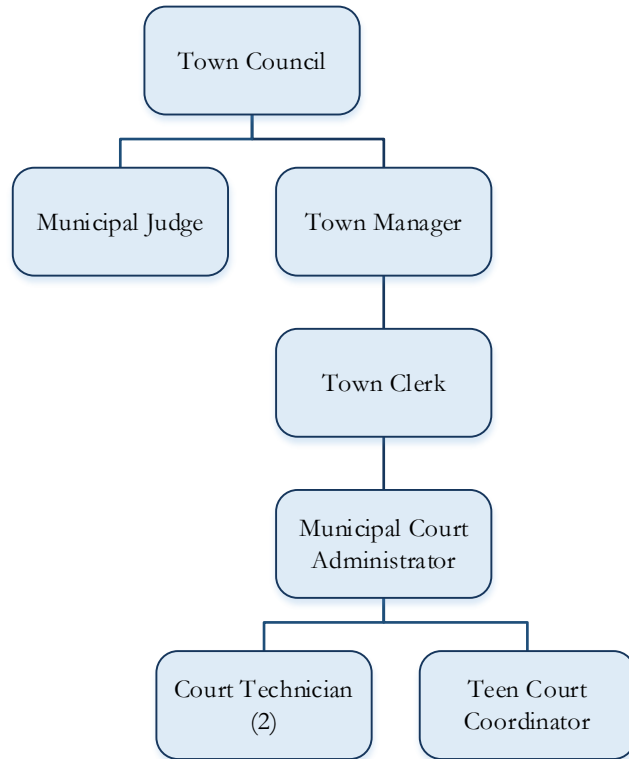 Town Council
Municipal Judge
Town Manager
Town Clerk
Municipal Court
Administrator
Court Technician
(2)
Teen Court
Coordinator